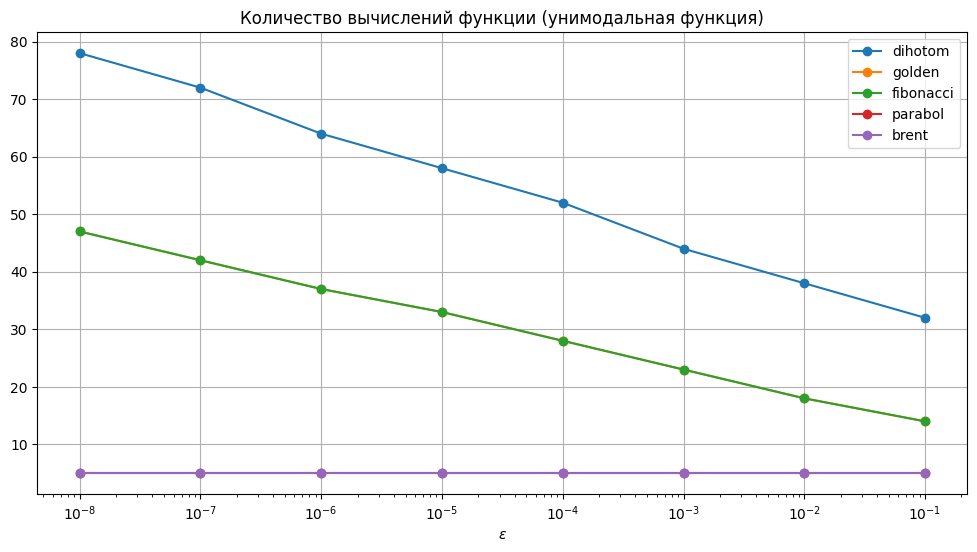 Количество вычислений функции (унимодальная функция)
80
70
60
50
40
30
20
10
dihotom
golden
fibonacci
parabol
brent
10⁻⁸ 10⁻⁷ 10⁻⁶ 10⁻⁵ 10⁻⁴ 10⁻³ 10⁻² 10⁻¹
ε